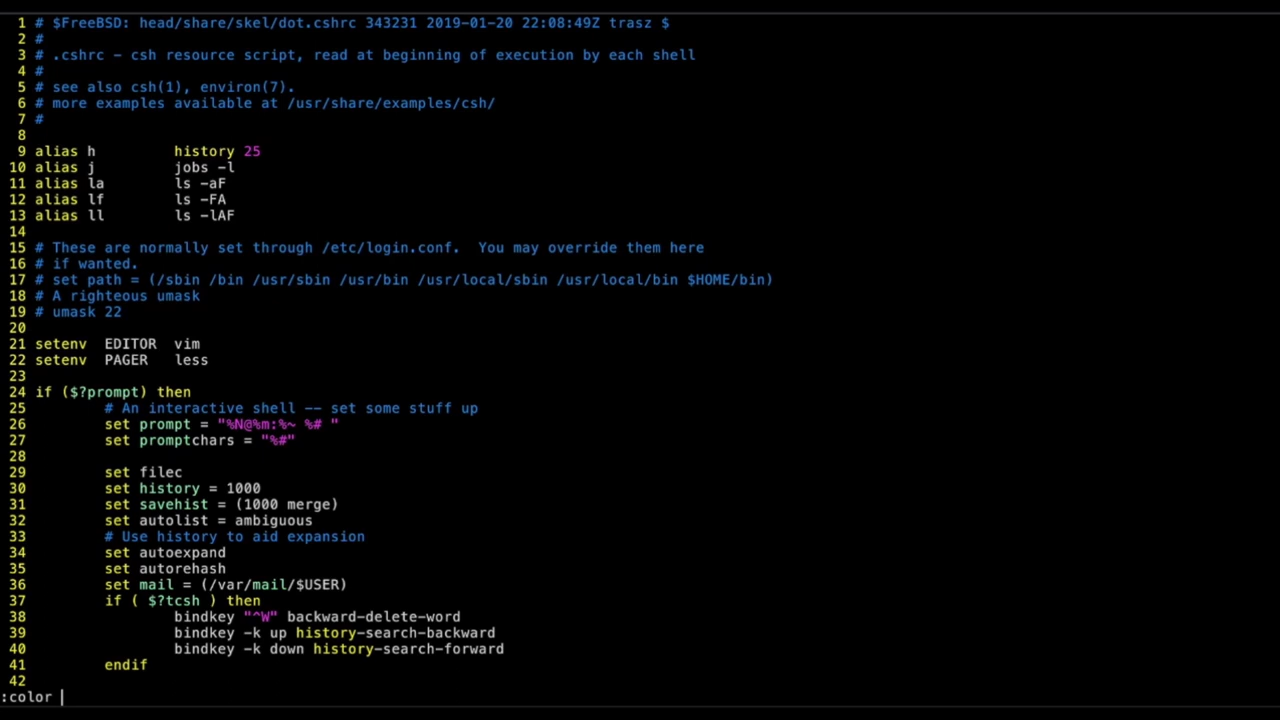 1 # $FreeBSD: head/share/skel/dot.cshrc 343231 2019-01-20 22:08:49Z trasz $
2 #
3 # .cshrc - csh resource script, read at beginning of execution by each shell
4 #
5 # see also csh(1), environ(7).
6 # more examples available at /usr/share/examples/csh/
7 #
8
9 alias h         history 25
10 alias j         jobs -l
11 alias la        ls -aF
12 alias lf        ls -FA
13 alias ll        ls -lAF
14
15 # These are normally set through /etc/login.conf.  You may override them here
16 # if wanted.
17 # set path = (/sbin /bin /usr/sbin /usr/bin /usr/local/sbin /usr/local/bin $HOME/bin)
18 # A righteous umask
19 # umask 22
20
21 setenv  EDITOR  vim
22 setenv  PAGER   less
23
24 if ($?prompt) then
25         # An interactive shell -- set some stuff up
26         set prompt = "%N@%m:%~ %# "
27         set promptchars = "%#"
28
29         set filec
30         set history = 1000
31         set savehist = (1000 merge)
32         set autolist = ambiguous
33         # Use history to aid expansion
34         set autoexpand
35         set autorehash
36         set mail = (/var/mail/$USER)
37         if ( $?tcsh ) then
38                 bindkey "^W" backward-delete-word
39                 bindkey -k up history-search-backward
40                 bindkey -k down history-search-forward
41         endif
42
:color